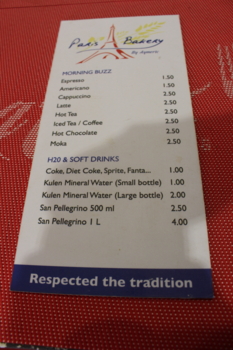 Paris Bakery
MORNING BUZZ
Espresso 1.50
Americano 1.50
Cappuccino 2.50
Latte 2.50
Hot Tea 2.50
Iced Tea / Coffee 2.50
Hot Chocolate 2.50
Moka 2.50
H20 & SOFT DRINKS
Coke, Diet Coke, Sprite, Fanta... 1.00
Kulen Mineral Water (Small bottle) 1.00
Kulen Mineral Water (Large bottle) 2.00
San Pellegrino 500 ml 2.50
San Pellegrino 1 L 4.00
Respected the tradition